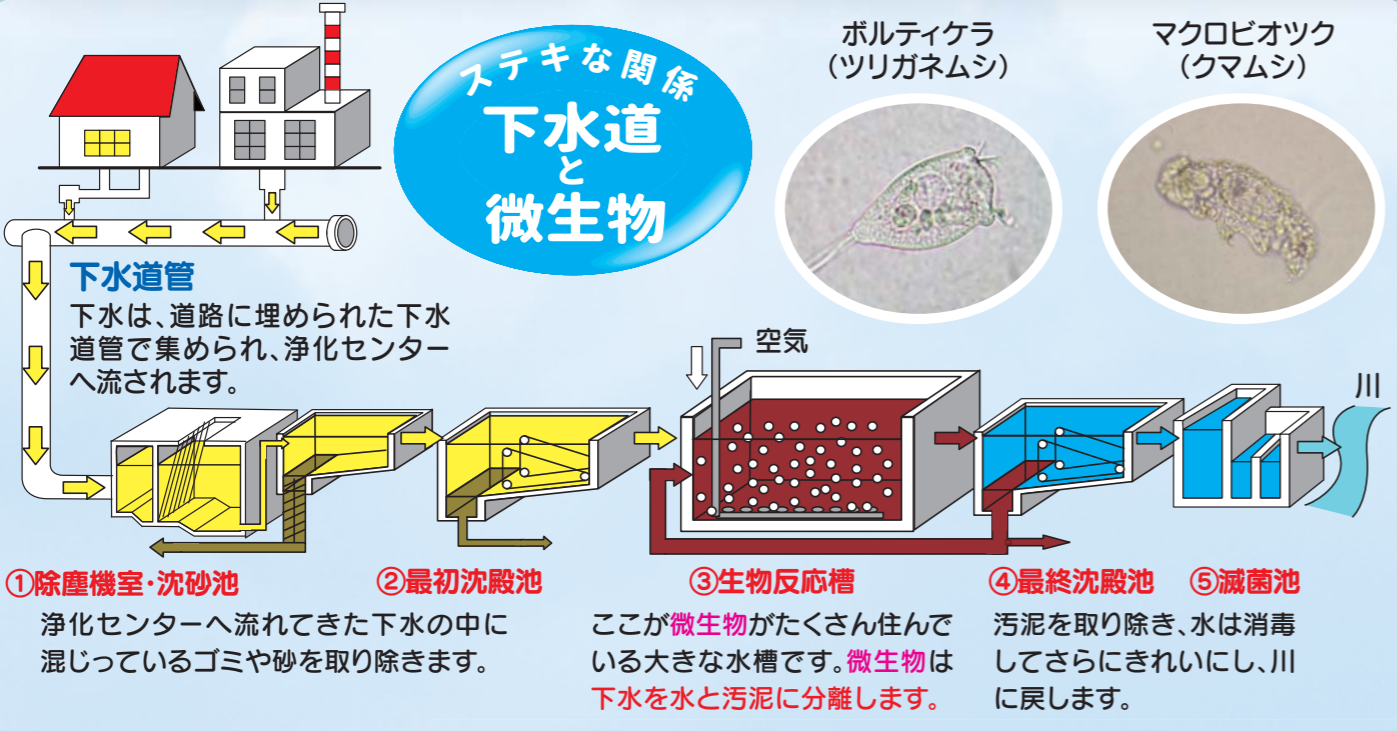 ステキな関係
下水道
と
微生物
ボルティケラ
(ツリガネムシ)
マクロビオツク
(クマムシ)
下水道管
下水は、道路に埋められた下水
道管で集められ、浄化センター
へ流されます。
空気
川
①除塵機室・沈砂池
浄化センターへ流れてきた下水の中に
混じっているゴミや砂を取り除きます。
②最初沈殿池
③生物反応槽
ここが微生物がたくさん住んで
いる大きな水槽です。微生物は
下水を水と汚泥に分離します。
④最終沈殿池
⑤滅菌池
汚泥を取り除き、水は消毒
してさらにきれいにし、川
に戻します。